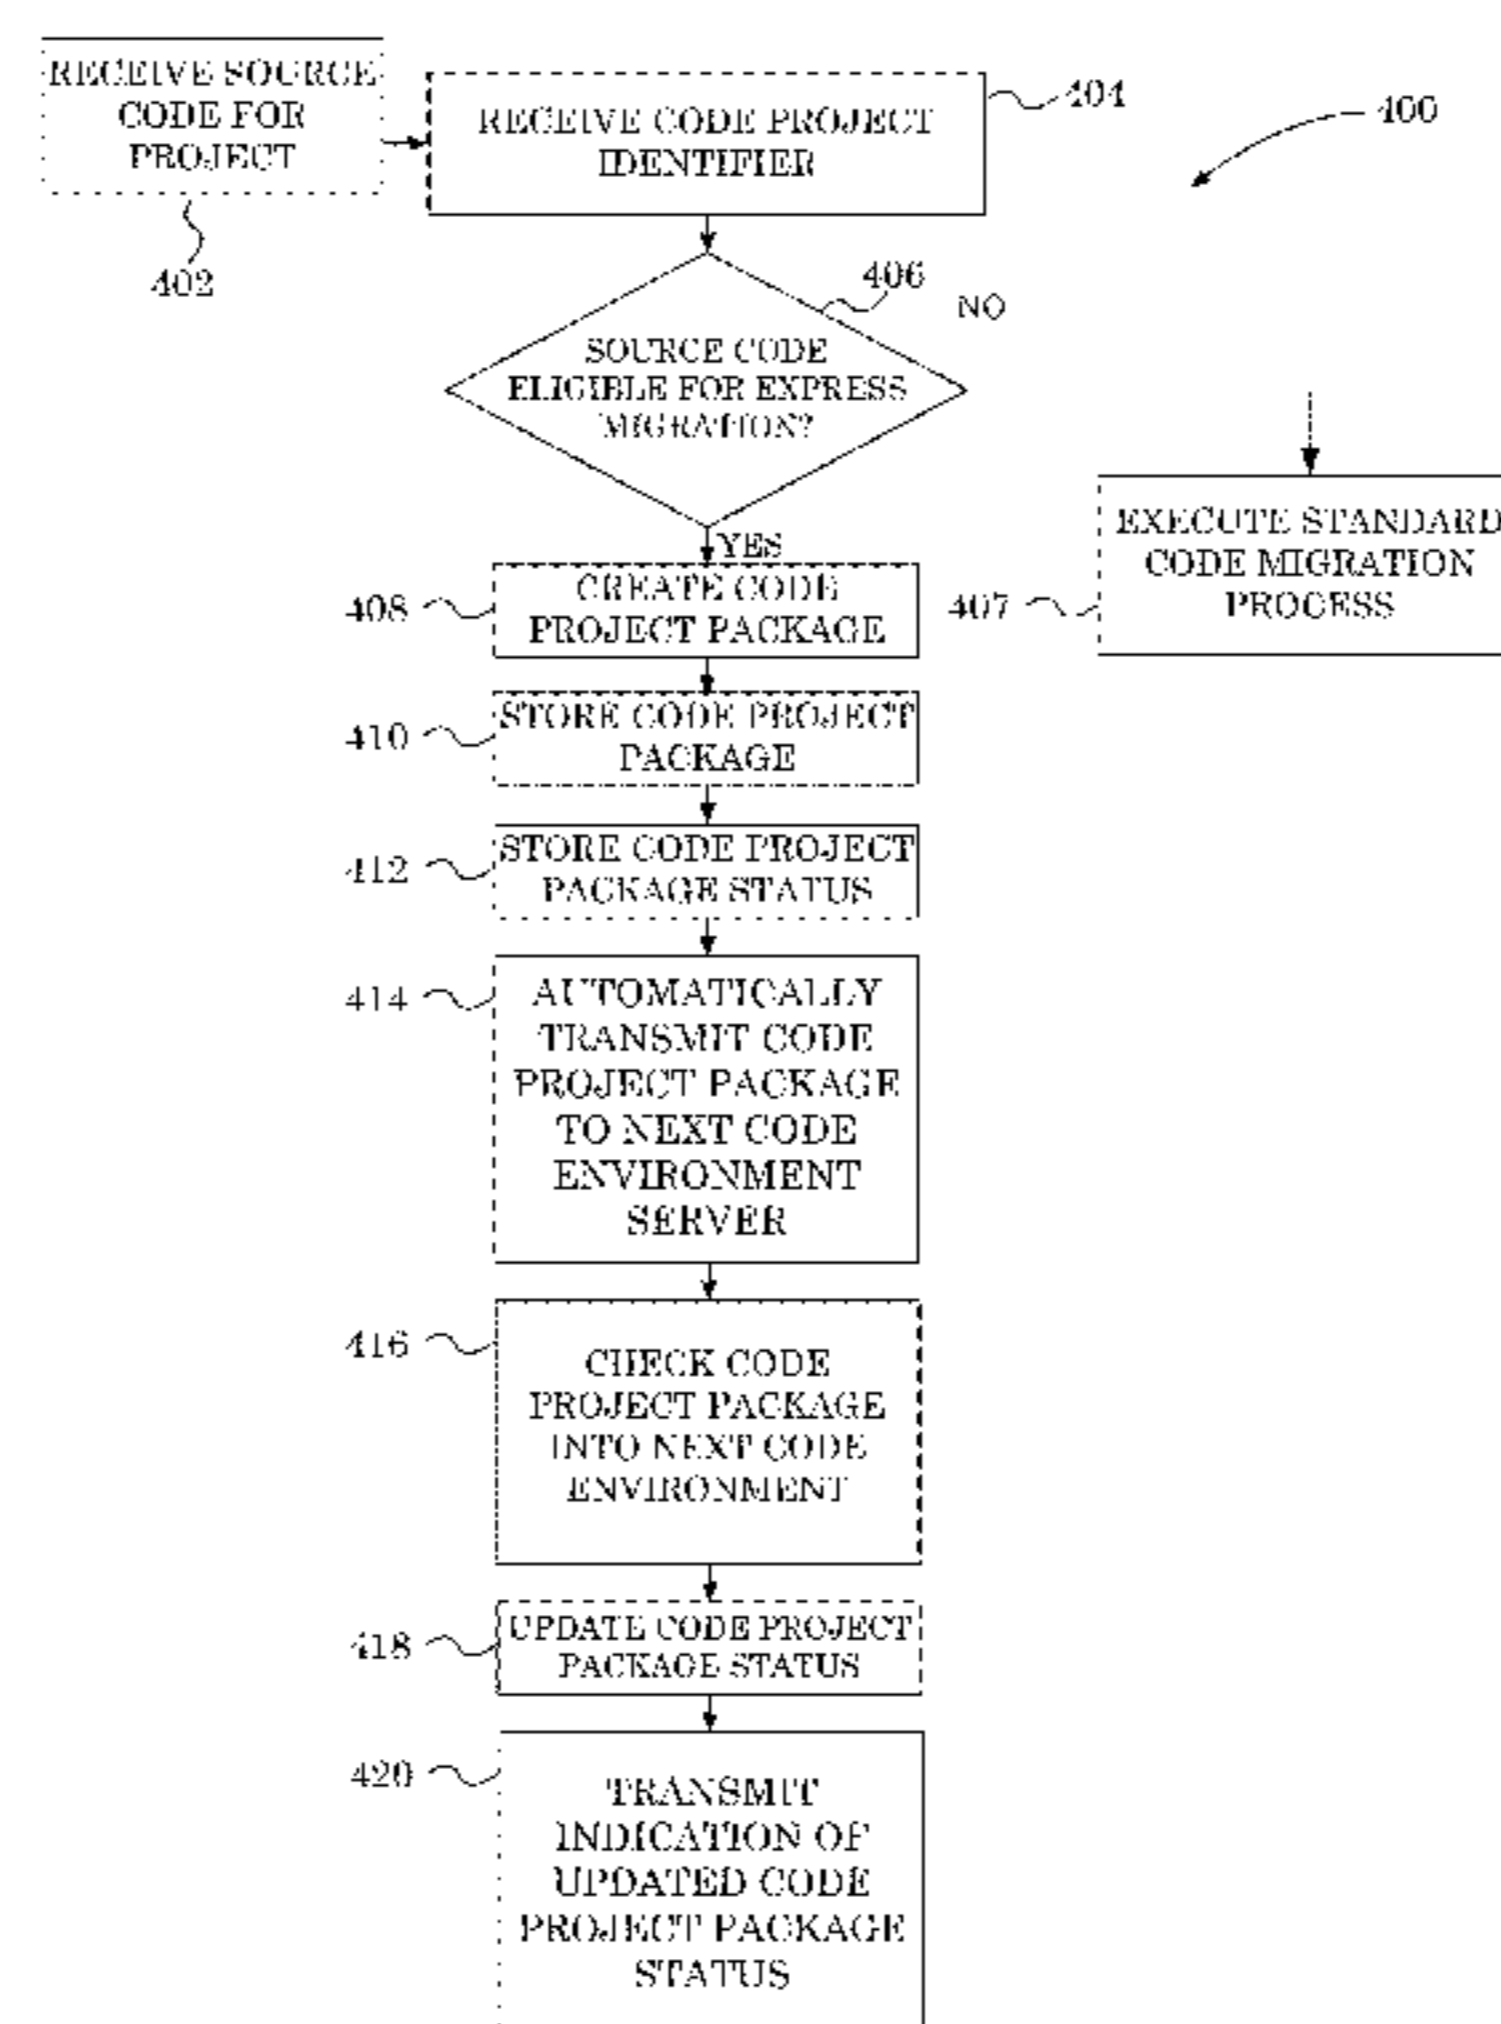 RECEIVE SOURCE
CODE FOR
PROJECT
402
RECEIVE CODE PROJECT
IDENTIFIER
404
400
406
NO
SOURCE CODE
ELIGIBLE FOR EXPRESS
MIGRATION?
YES
EXECUTE STANDARD
CODE MIGRATION
PROCESS
407
408
CREATE CODE
PROJECT PACKAGE
410
STORE CODE PROJECT
PACKAGE
412
STORE CODE PROJECT
PACKAGE STATUS
414
AUTOMATICALLY
TRANSMIT CODE
PROJECT PACKAGE
TO NEXT CODE
ENVIRONMENT
SERVER
416
CHECK CODE
PROJECT PACKAGE
INTO NEXT CODE
ENVIRONMENT
418
UPDATE CODE PROJECT
PACKAGE STATUS
420
TRANSMIT
INDICATION OF
UPDATED CODE
PROJECT PACKAGE
STATUS